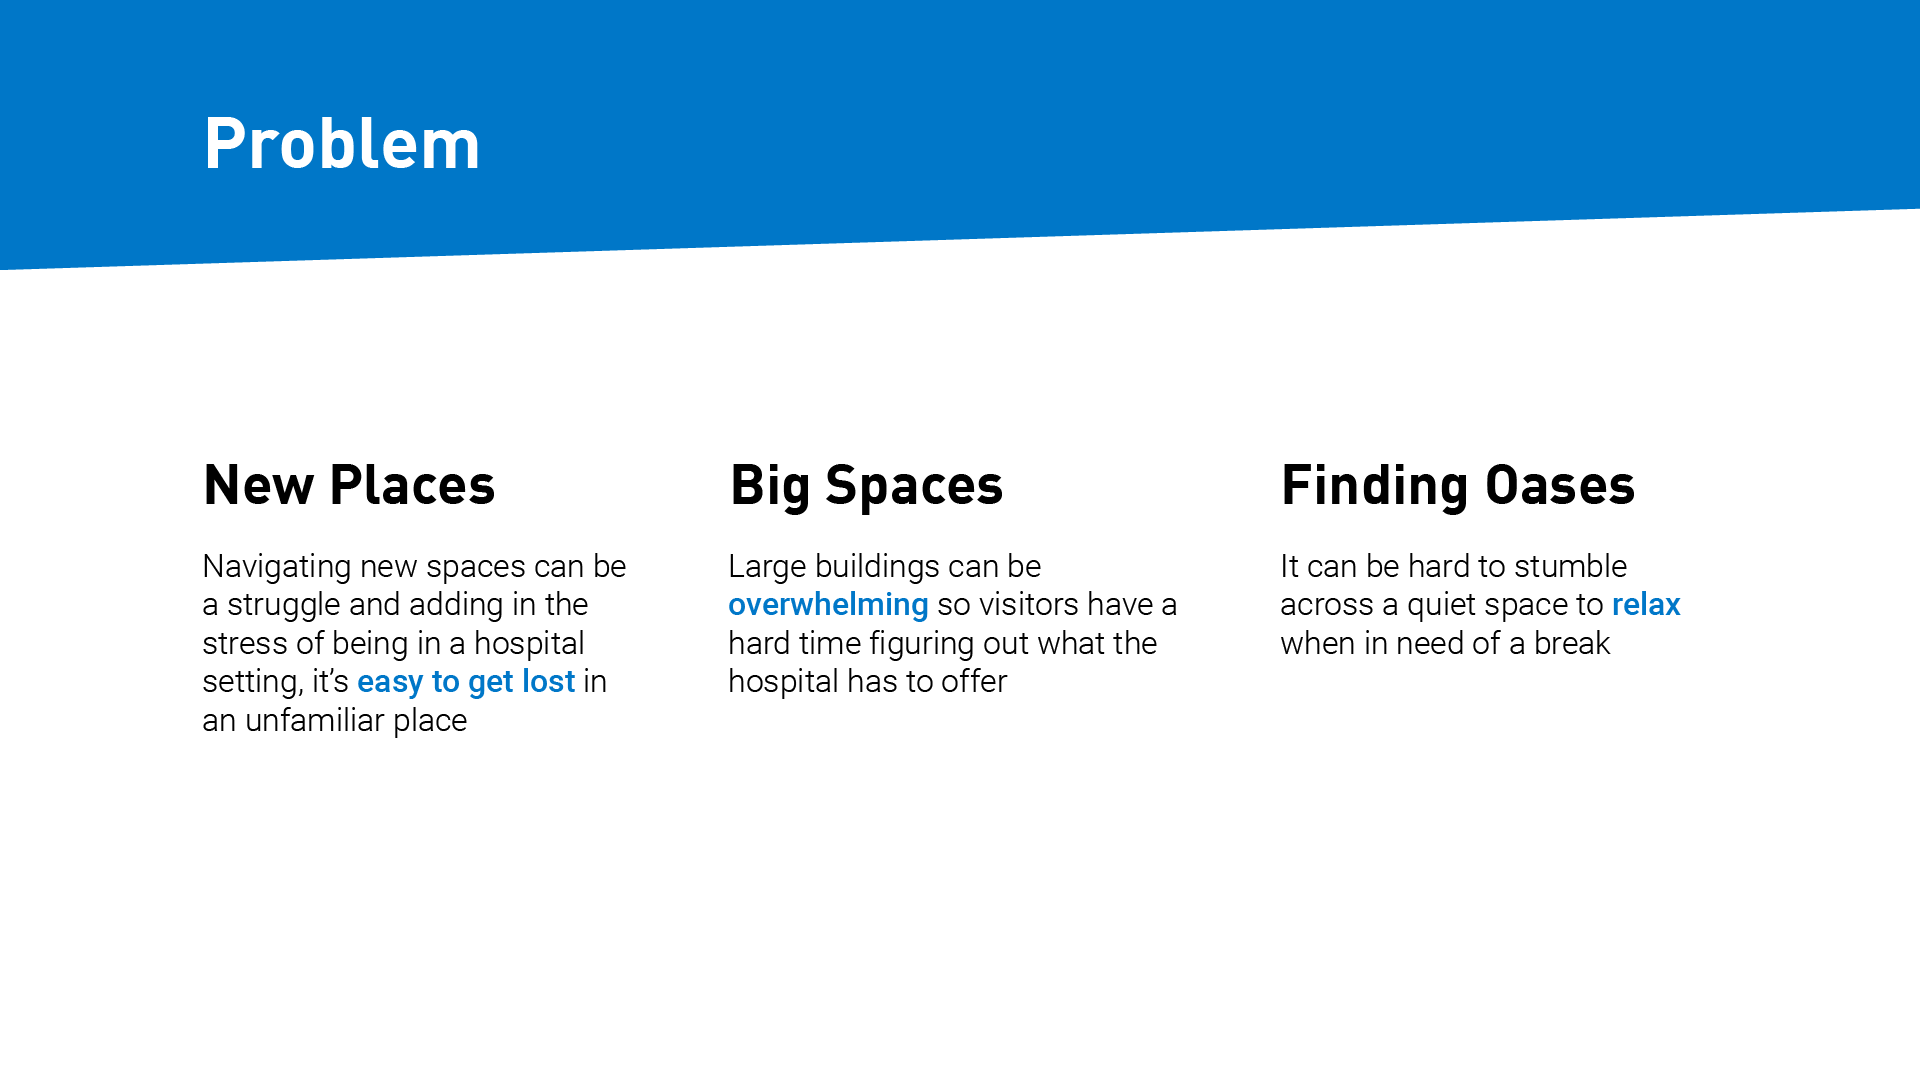 Problem
New Places
Navigating new spaces can be
a struggle and adding in the
stress of being in a hospital
setting, it’s easy to get lost in
an unfamiliar place
Big Spaces
Large buildings can be
overwhelming so visitors have a
hard time figuring out what the
hospital has to offer
Finding Oases
It can be hard to stumble
across a quiet space to relax
when in need of a break